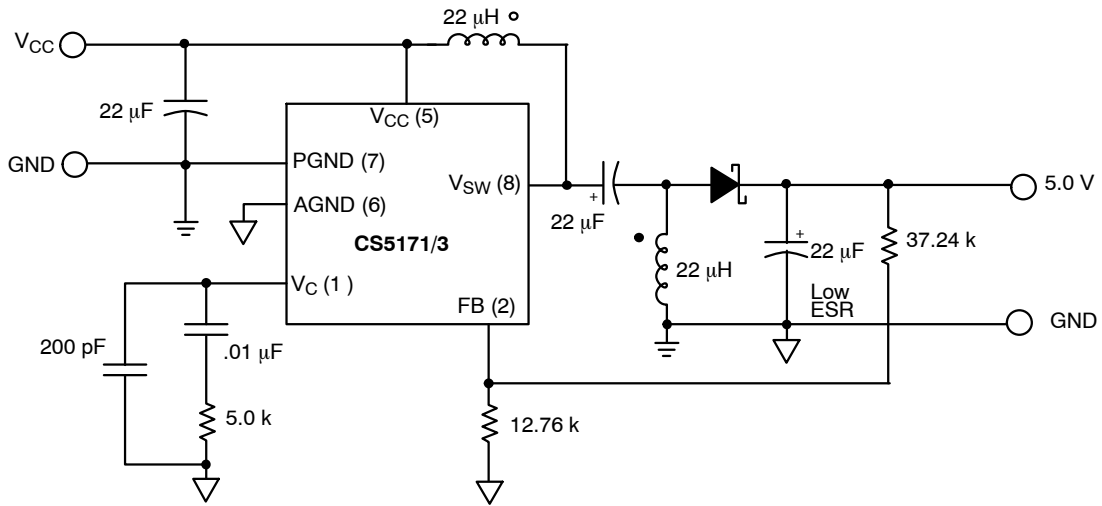 22 μH
VCC
22 μF
VCC (5)
GND
PGND (7)
VSW (8)
5.0 V
AGND (6)
+
22 μF
CS5171/3
+
22 μF
37.24 k
22 μH
VC (1 )
Low
ESR
FB (2)
GND
200 pF
.01 μF
5.0 k
12.76 k